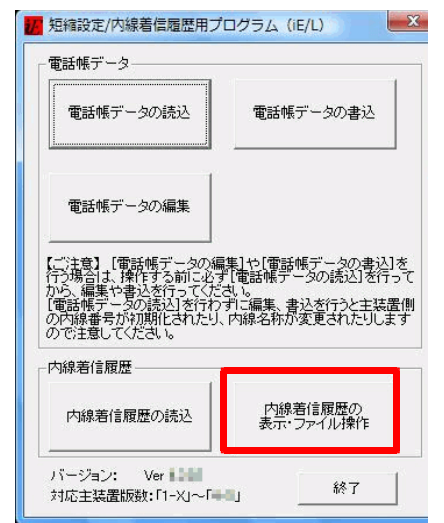 短縮設定/内線着信履歴用プログラム（iE/L）
電話帳データ
電話帳データの読込
電話帳データの書込
電話帳データの編集
【ご注意】 [電話帳データの編集]や[電話帳データの書込]を
行う場合は、操作する前に必ず[電話帳データの読込]を行って
から、編集や書込を行ってください。
[電話帳データの読込]を行わずに編集、書込を行うと主装置側
の内線番号が初期化されたり、内線名称が変更されたりします
ので注意してください。
内線着信履歴
内線着信履歴の読込
内線着信履歴の
表示・ファイル操作
バージョン： Ver
対応主装置版数：「1-X」～「 」
終了